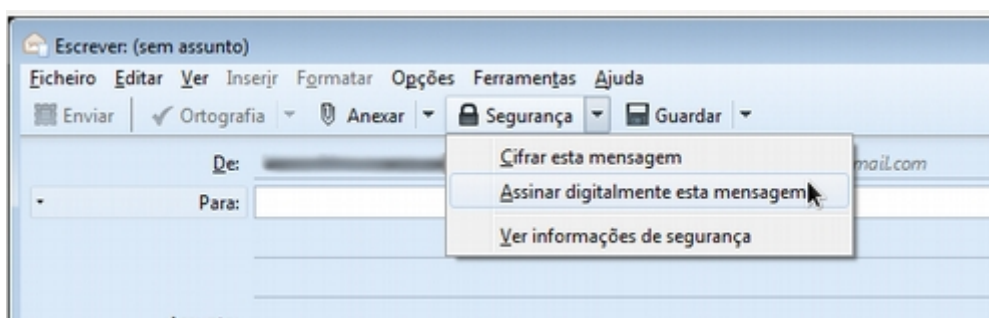 Escrever: (sem assunto)
Ficheiro Editar Ver Inserir Formatar Opções Ferramentas Ajuda
Enviar Ortografia Anexar Segurança Guardar
De: mail.com
Cifrar esta mensagem
Para:
Assinar digitalmente esta mensagem
Ver informações de segurança